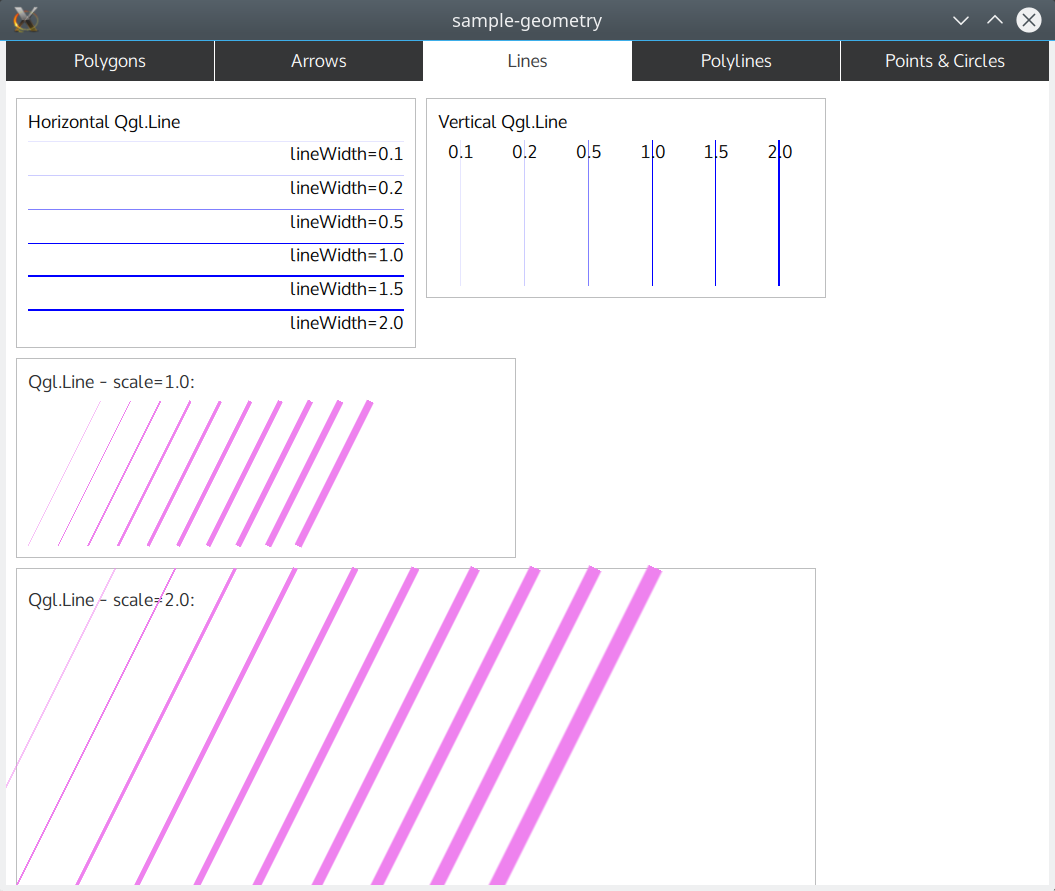 sample-geometry
Polygons
Arrows
Lines
Polylines
Points & Circles
Horizontal Qgl.Line
lineWidth=0.1
lineWidth=0.2
lineWidth=0.5
lineWidth=1.0
lineWidth=1.5
lineWidth=2.0
Vertical Qgl.Line
0.1 0.2 0.5 1.0 1.5 2.0
Qgl.Line - scale=1.0:
Qgl.Line - scale=2.0: